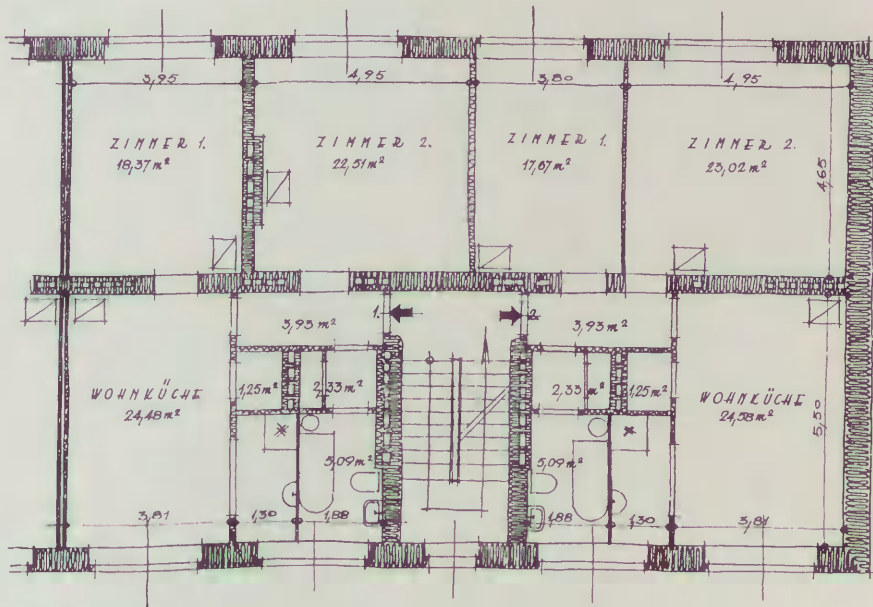 3,95
4,95
3,80
4,95
ZIMMER 1.
18,37 m²
ZIMMER 2.
22,51 m²
ZIMMER 1.
17,67 m²
ZIMMER 2.
23,02 m²
4,65
1.
2.
3,93 m²
3,93 m²
WOHNKÜCHE
24,48 m²
1,25 m²
2,33 m²
2,33 m²
1,25 m²
WOHNKÜCHE
24,58 m²
5,50
5,09 m²
5,09 m²
3,81
1,30
1,88
1,88
1,30
3,81